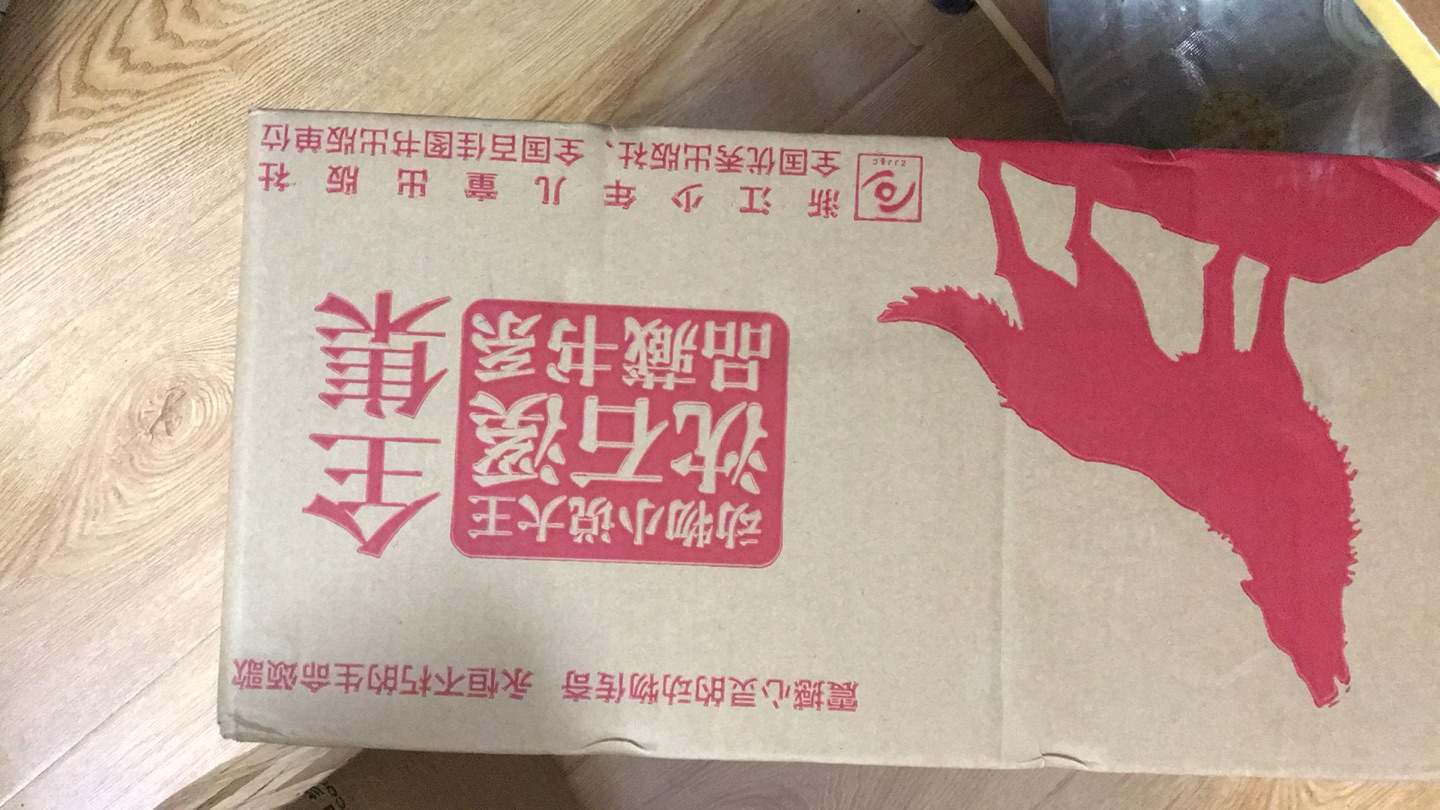 震撼心灵的动物传奇 永恒不朽的生命颂歌
动物小说大王
沈石溪
品藏书系
全集
ZJ&C
浙江少年儿童出版社
全国优秀出版社、全国百佳图书出版单位